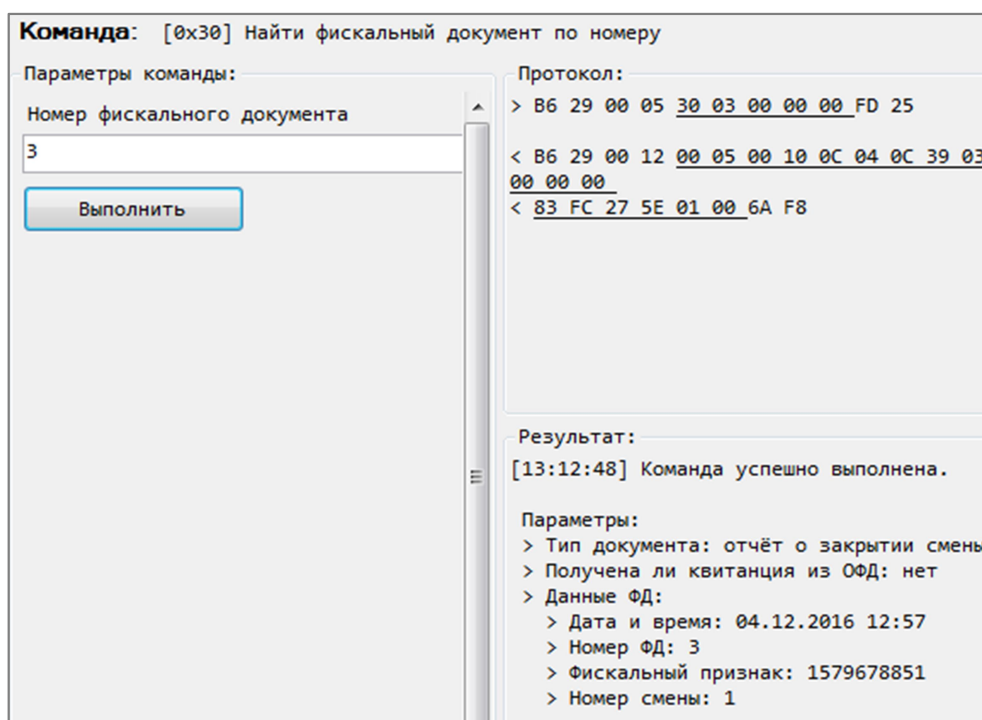 Команда: [0x30] Найти фискальный документ по номеру
Параметры команды:
Номер фискального документа
3
Выполнить
Протокол:
> B6 29 00 05 30 03 00 00 00 FD 25
< B6 29 00 12 00 05 00 10 0C 04 0C 39 03
00 00 00
< 83 FC 27 5E 01 00 6A F8
Результат:
[13:12:48] Команда успешно выполнена.
Параметры:
> Тип документа: отчёт о закрытии смены
> Получена ли квитанция из ОФД: нет
> Данные ФД:
> Дата и время: 04.12.2016 12:57
> Номер ФД: 3
> Фискальный признак: 1579678851
> Номер смены: 1